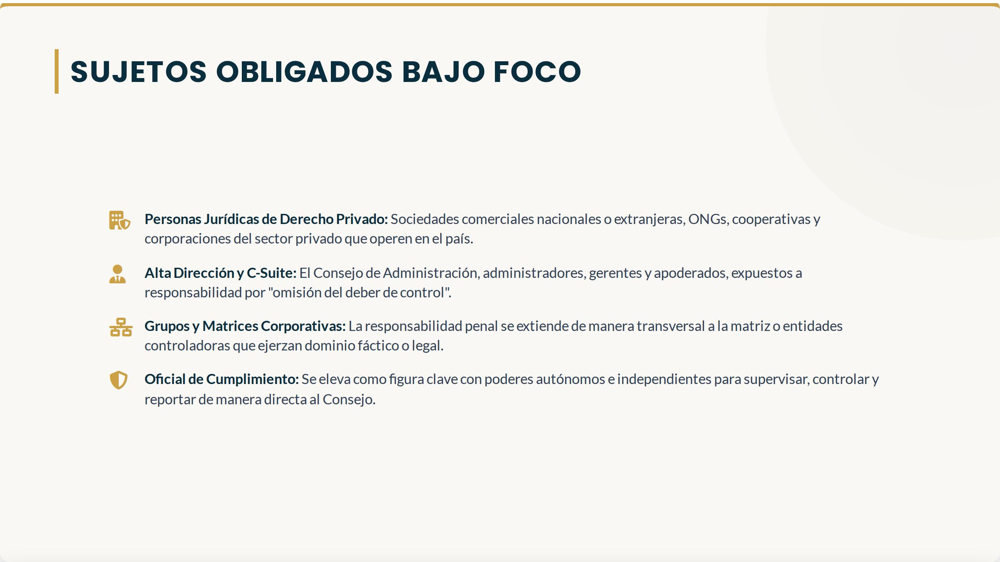 SUJETOS OBLIGADOS BAJO FOCO
Personas Jurídicas de Derecho Privado: Sociedades comerciales nacionales o extranjeras, ONGs, cooperativas y
corporaciones del sector privado que operen en el país.
Alta Dirección y C-Suite: El Consejo de Administración, administradores, gerentes y apoderados, expuestos a
responsabilidad por "omisión del deber de control".
Grupos y Matrices Corporativas: La responsabilidad penal se extiende de manera transversal a la matriz o entidades
controladoras que ejerzan dominio fáctico o legal.
Oficial de Cumplimiento: Se eleva como figura clave con poderes autónomos e independientes para supervisar, controlar y
reportar de manera directa al Consejo.